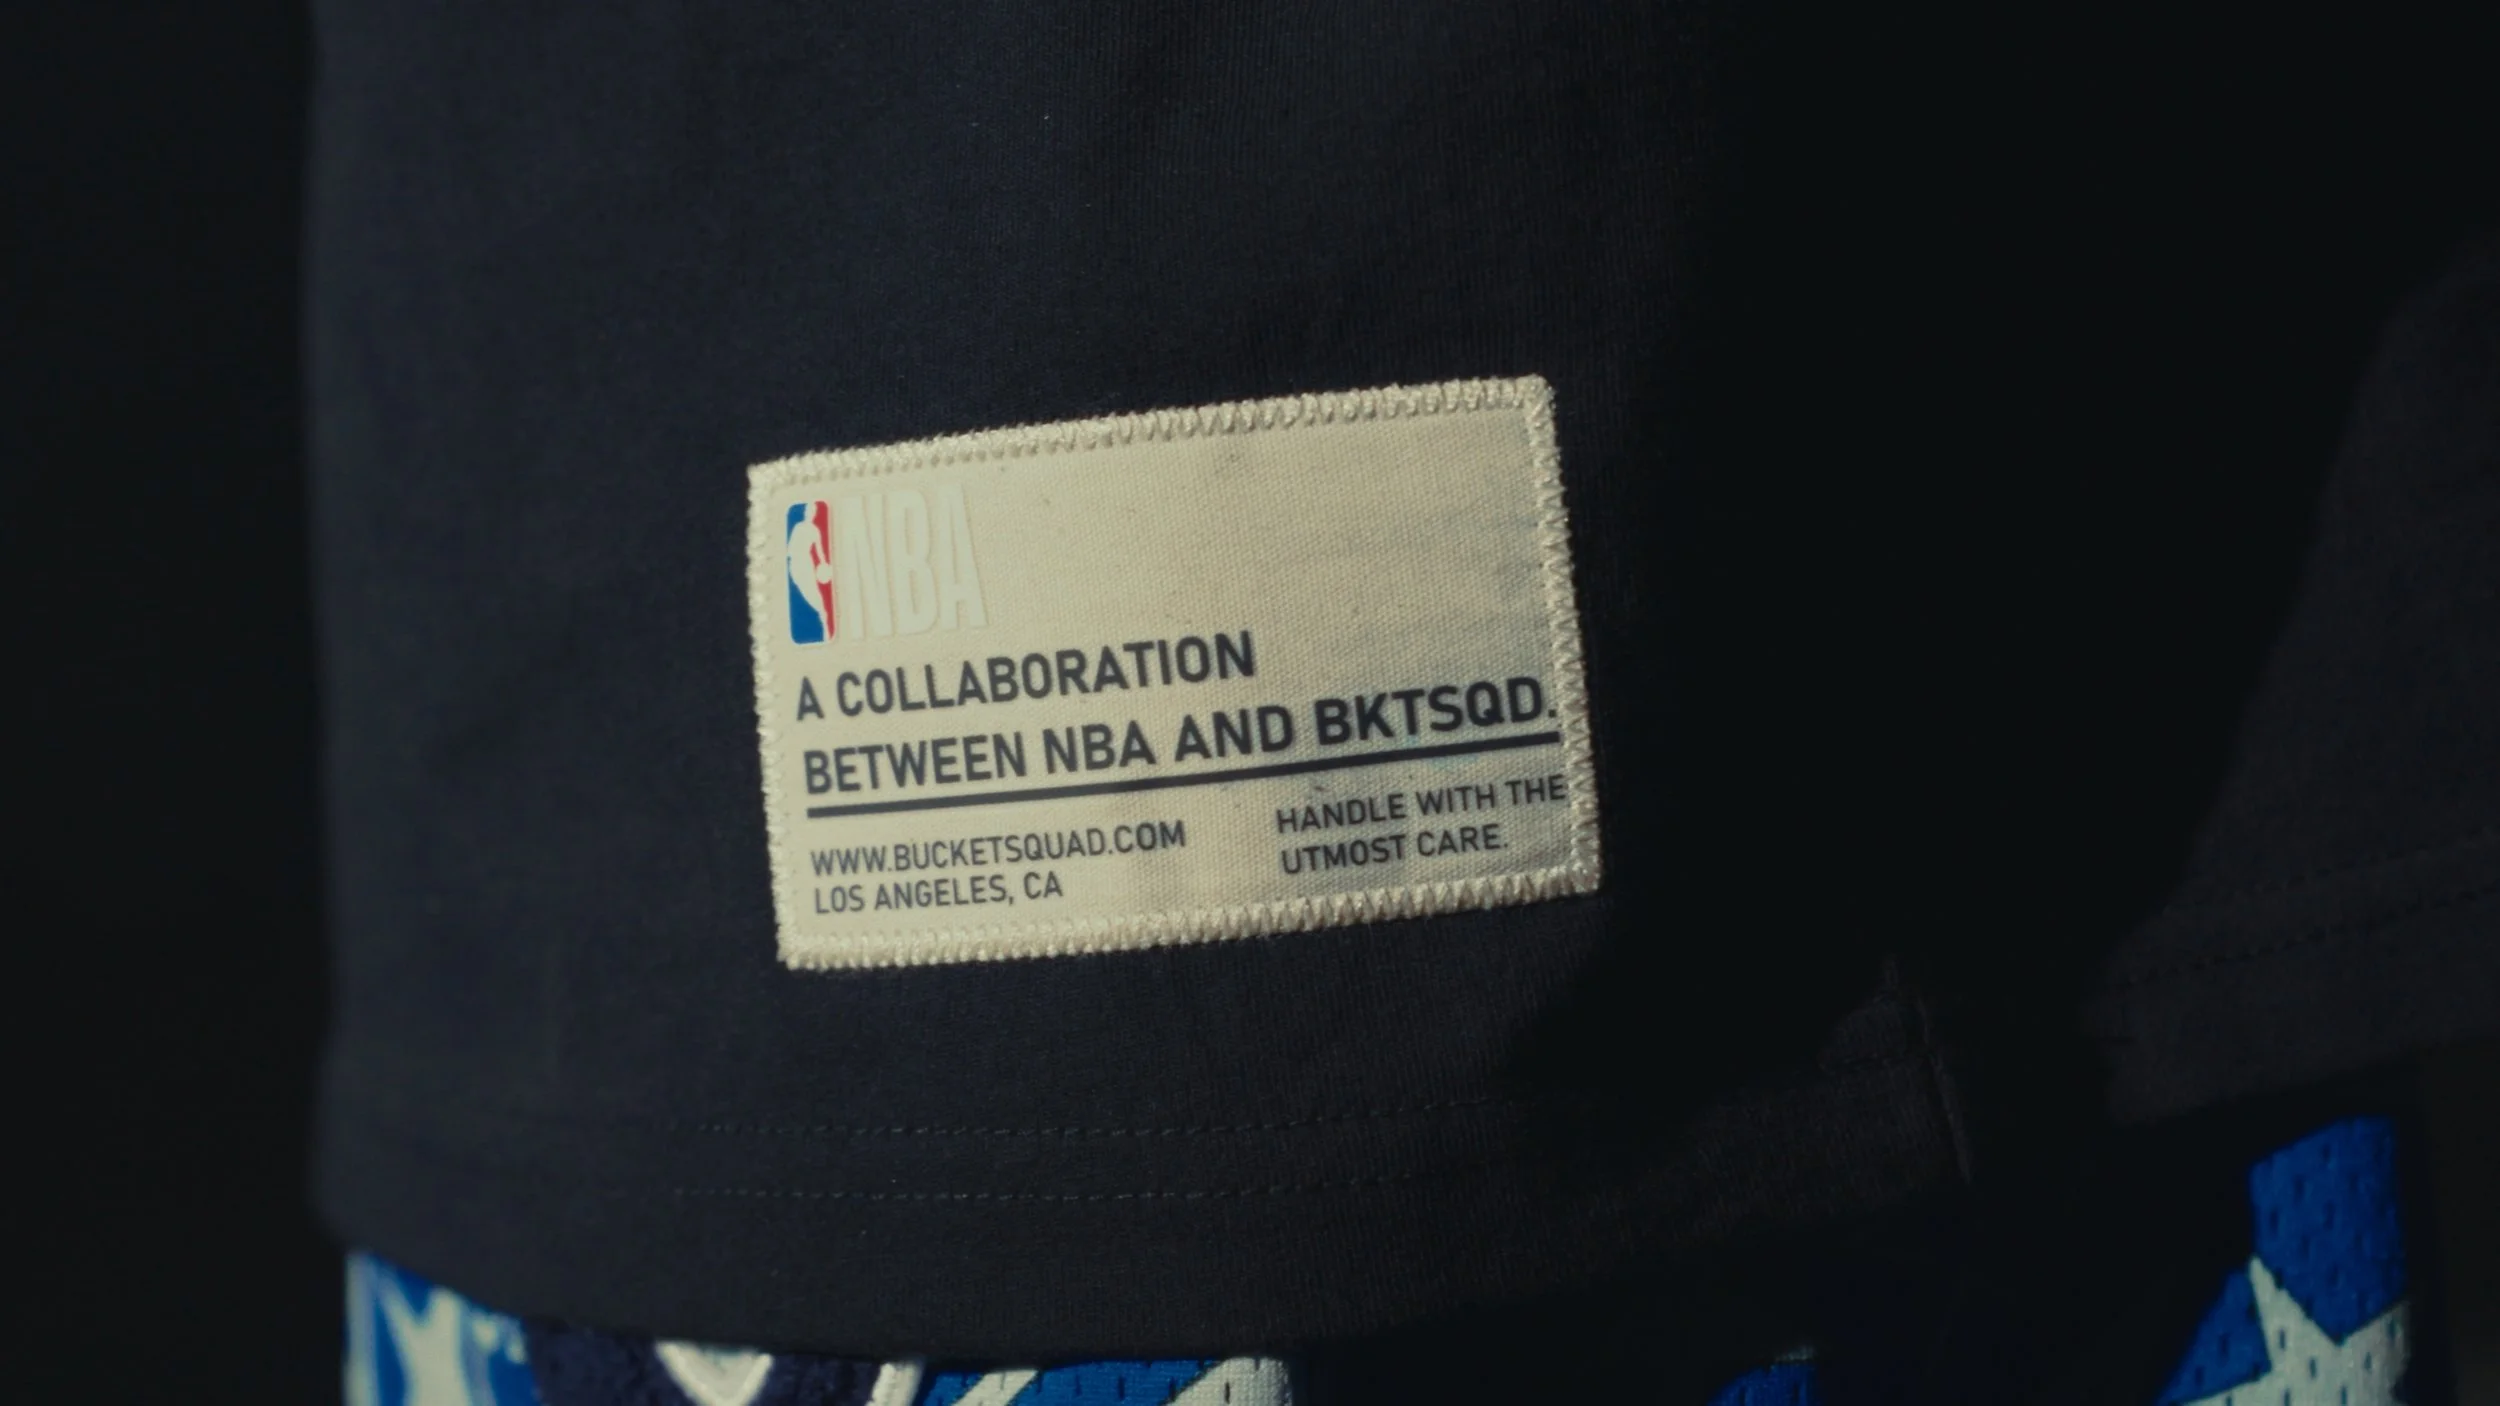 NBA
A COLLABORATION
BETWEEN NBA AND BKTSQD.
WWW.BUCKETSQUAD.COM
LOS ANGELES, CA
HANDLE WITH THE
UTMOST CARE.